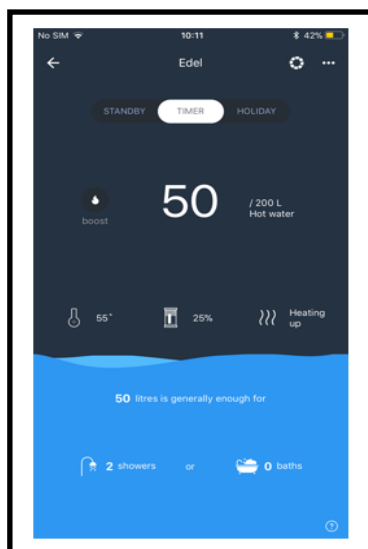 No SIM 10:11 42%
Edel
STANDBY TIMER HOLIDAY
boost
50
/ 200 L
Hot water
55°
25%
Heating
up
50 litres is generally enough for
2 showers or 0 baths
?